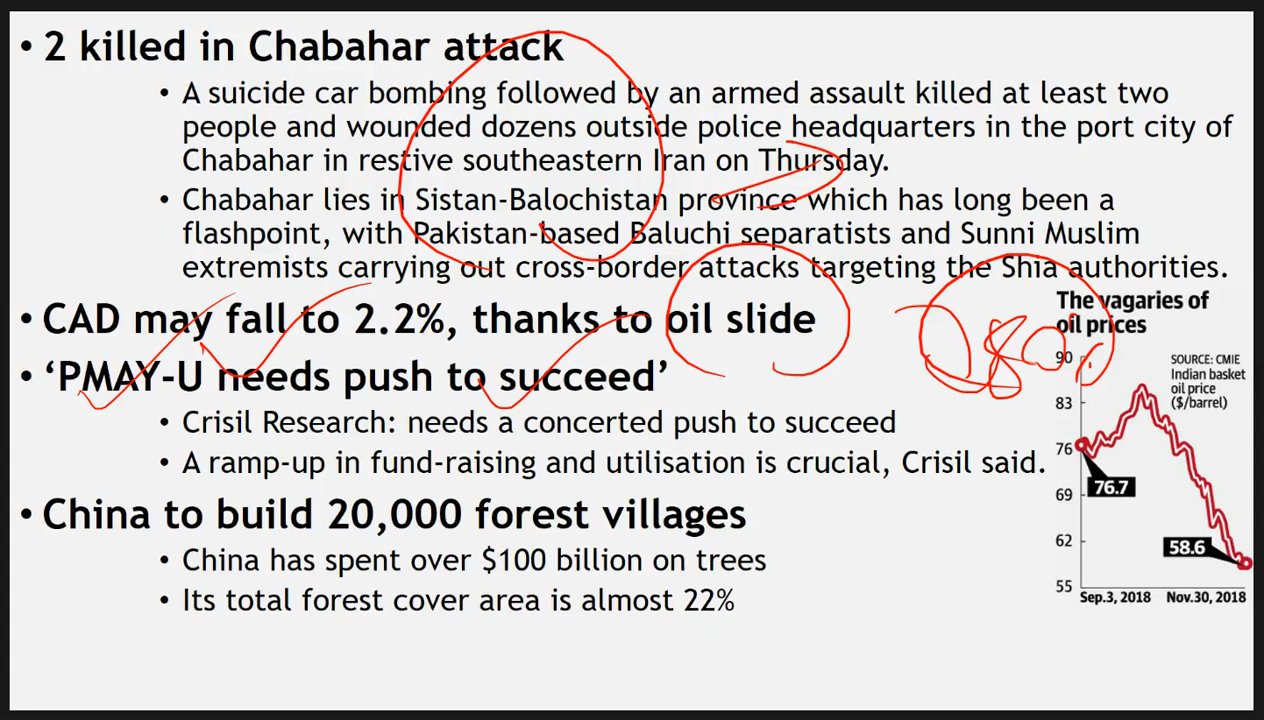 • 2 killed in Chabahar attack
• A suicide car bombing followed by an armed assault killed at least two
people and wounded dozens outside police headquarters in the port city of
Chabahar in restive southeastern Iran on Thursday.
• Chabahar lies in Sistan-Balochistan province which has long been a
flashpoint, with Pakistan-based Baluchi separatists and Sunni Muslim
extremists carrying out cross-border attacks targeting the Shia authorities.
• CAD may fall to 2.2%, thanks to oil slide
• ‘PMAY-U needs push to succeed’
• Crisil Research: needs a concerted push to succeed
• A ramp-up in fund-raising and utilisation is crucial, Crisil said.
• China to build 20,000 forest villages
• China has spent over $100 billion on trees
• Its total forest cover area is almost 22%
80%
The vagaries of
oil prices
SOURCE: CMIE
Indian basket
oil price
($/barrel)
90
83
76
69
62
55
76.7
58.6
Sep.3, 2018 Nov.30, 2018